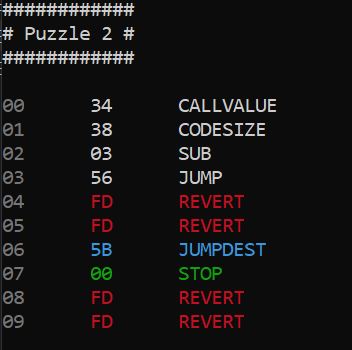 ############
# Puzzle 2 #
############
00 34 CALLVALUE
01 38 CODESIZE
02 03 SUB
03 56 JUMP
04 FD REVERT
05 FD REVERT
06 5B JUMPDEST
07 00 STOP
08 FD REVERT
09 FD REVERT